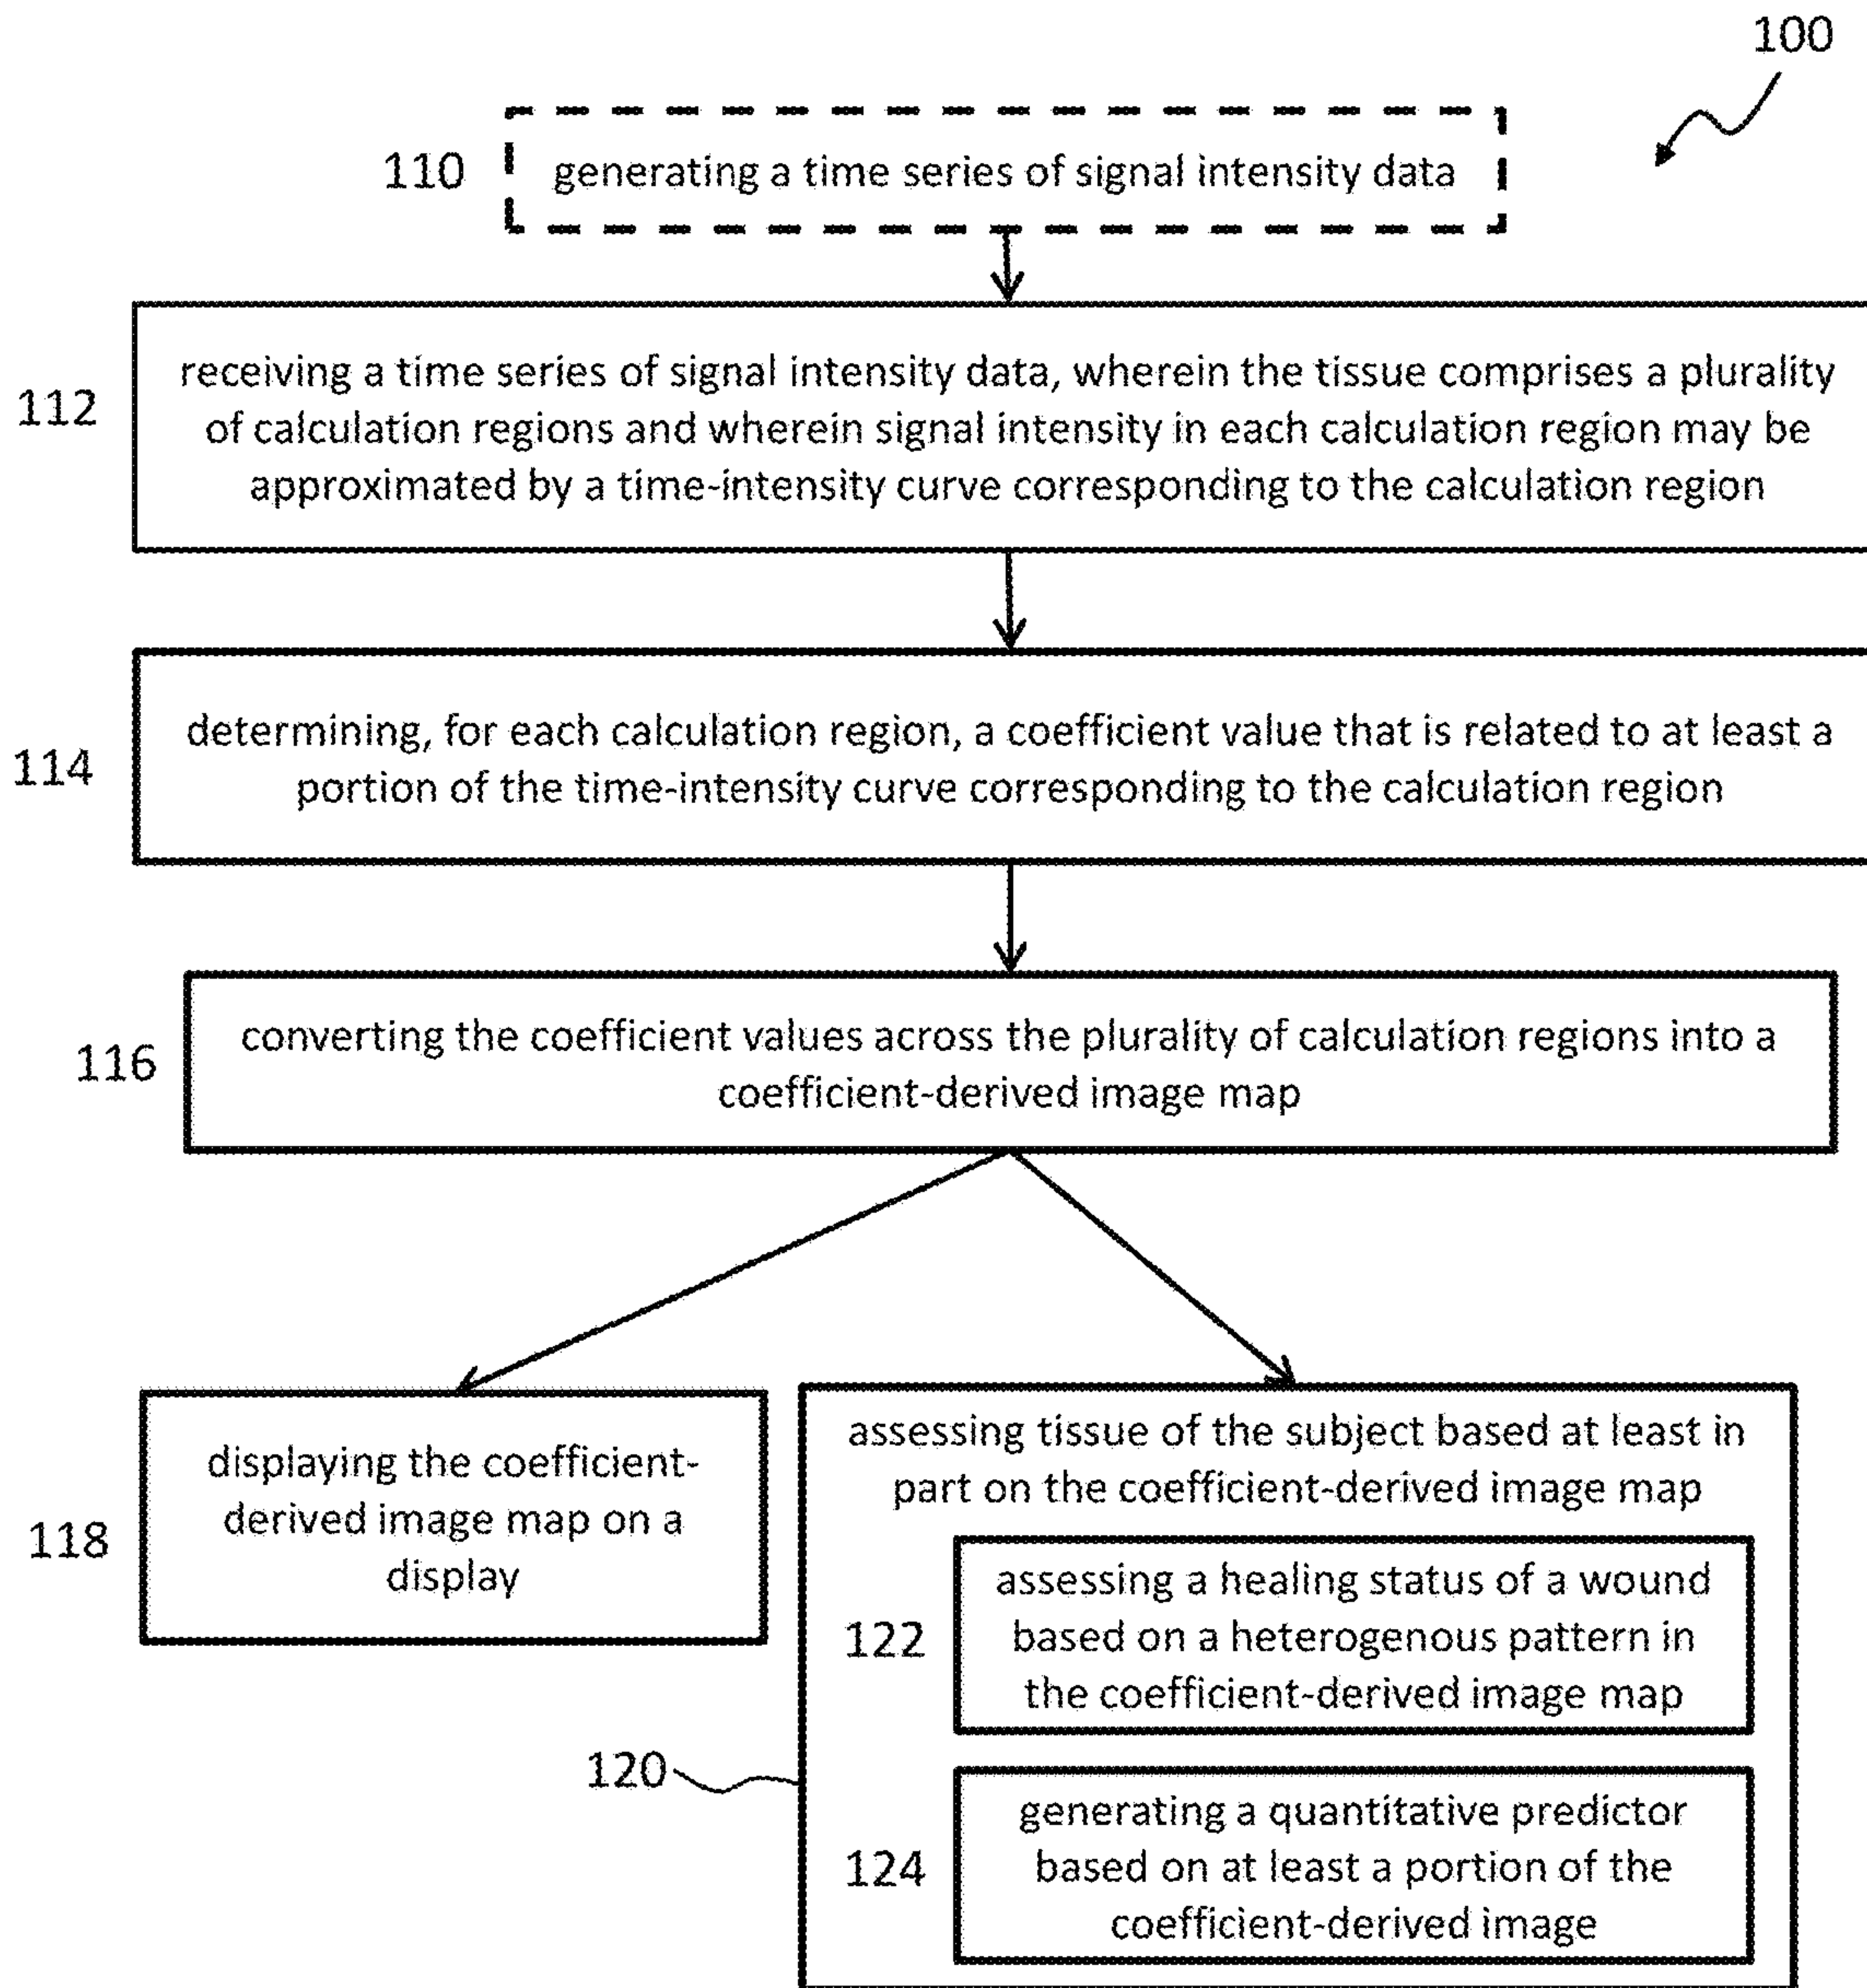 100
110
generating a time series of signal intensity data
112
receiving a time series of signal intensity data, wherein the tissue comprises a plurality
of calculation regions and wherein signal intensity in each calculation region may be
approximated by a time-intensity curve corresponding to the calculation region
114
determining, for each calculation region, a coefficient value that is related to at least a
portion of the time-intensity curve corresponding to the calculation region
116
converting the coefficient values across the plurality of calculation regions into a
coefficient-derived image map
118
displaying the coefficient-
derived image map on a
display
120
assessing tissue of the subject based at least in
part on the coefficient-derived image map
122
assessing a healing status of a wound
based on a heterogenous pattern in
the coefficient-derived image map
124
generating a quantitative predictor
based on at least a portion of the
coefficient-derived image